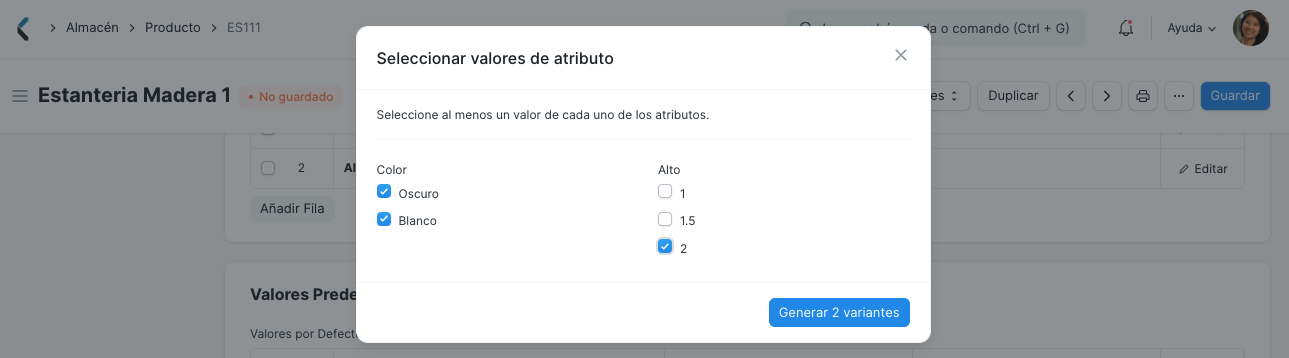 Almacén > Producto > ES111
da o comando (Ctrl + G)
Ayuda
Estanteria Madera 1
• No guardado
es
Duplicar
Guardar
Seleccionar valores de atributo
Seleccione al menos un valor de cada uno de los atributos.
Color
Alto
Oscuro
1
Blanco
1.5
2
Generar 2 variantes
2
Al
Editar
Añadir Fila
Valores Prede
Valores por Defect